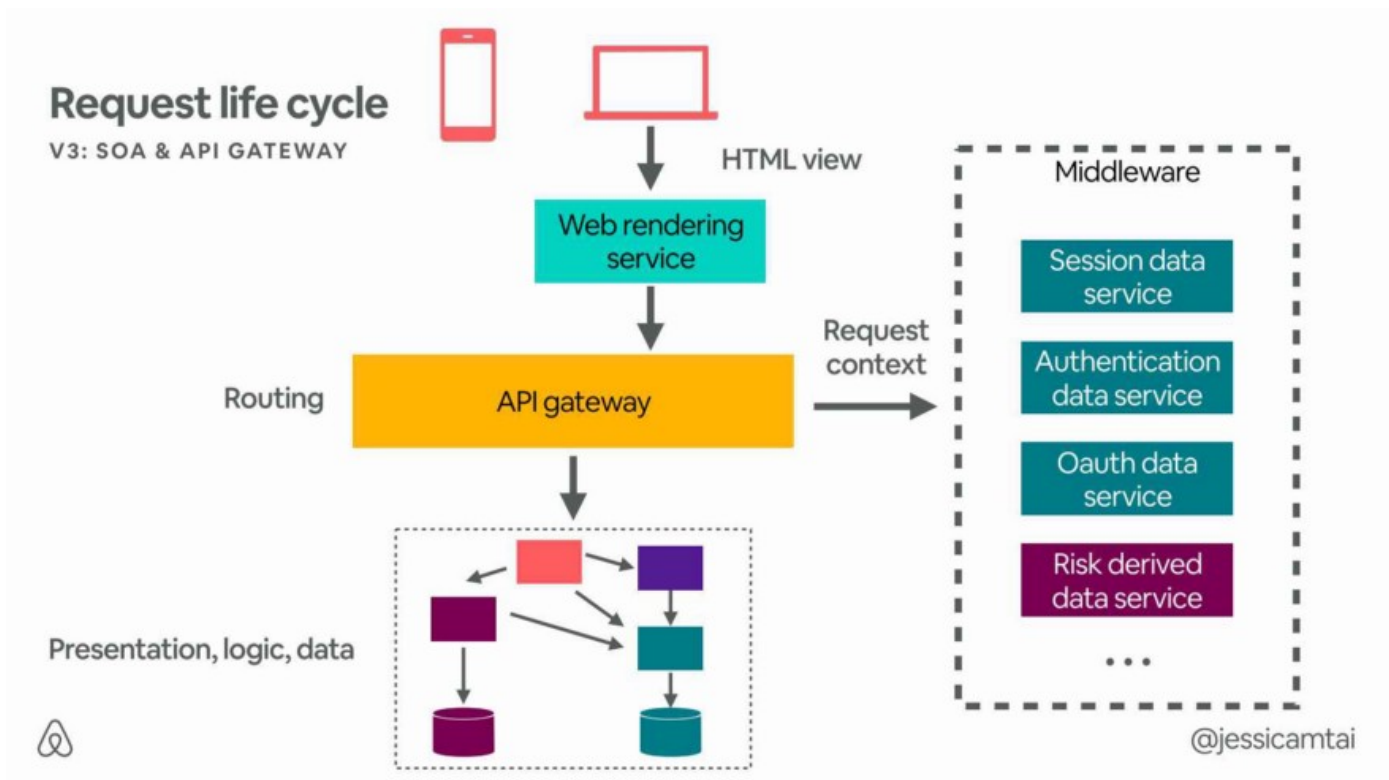 Request life cycle
V3: SOA & API GATEWAY
HTML view
Web rendering
service
Request
context
Routing
API gateway
Presentation, logic, data
Middleware
Session data
service
Authentication
data service
Oauth data
service
Risk derived
data service
...
@jessicamtai